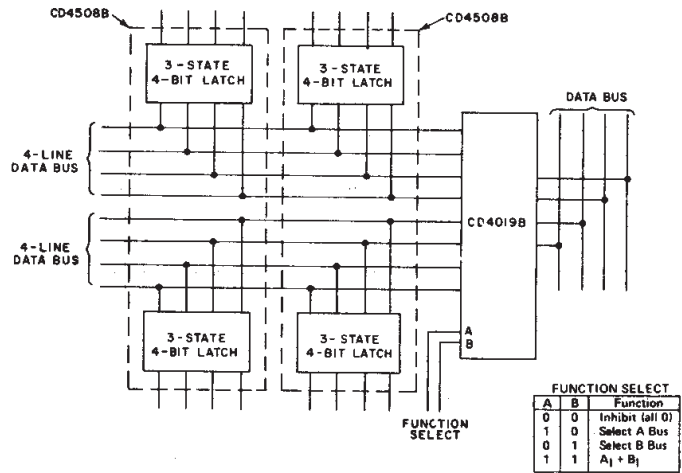 CD4508B
CD4508B
3-STATE
4-BIT LATCH
3-STATE
4-BIT LATCH
DATA BUS
4-LINE
DATA BUS
CD4019B
4-LINE
DATA BUS
3-STATE
4-BIT LATCH
3-STATE
4-BIT LATCH
A
B
FUNCTION
SELECT
FUNCTION SELECT
A B Function
0 0 Inhibit (all 0)
1 0 Select A Bus
0 1 Select B Bus
1 1 A1 + B1